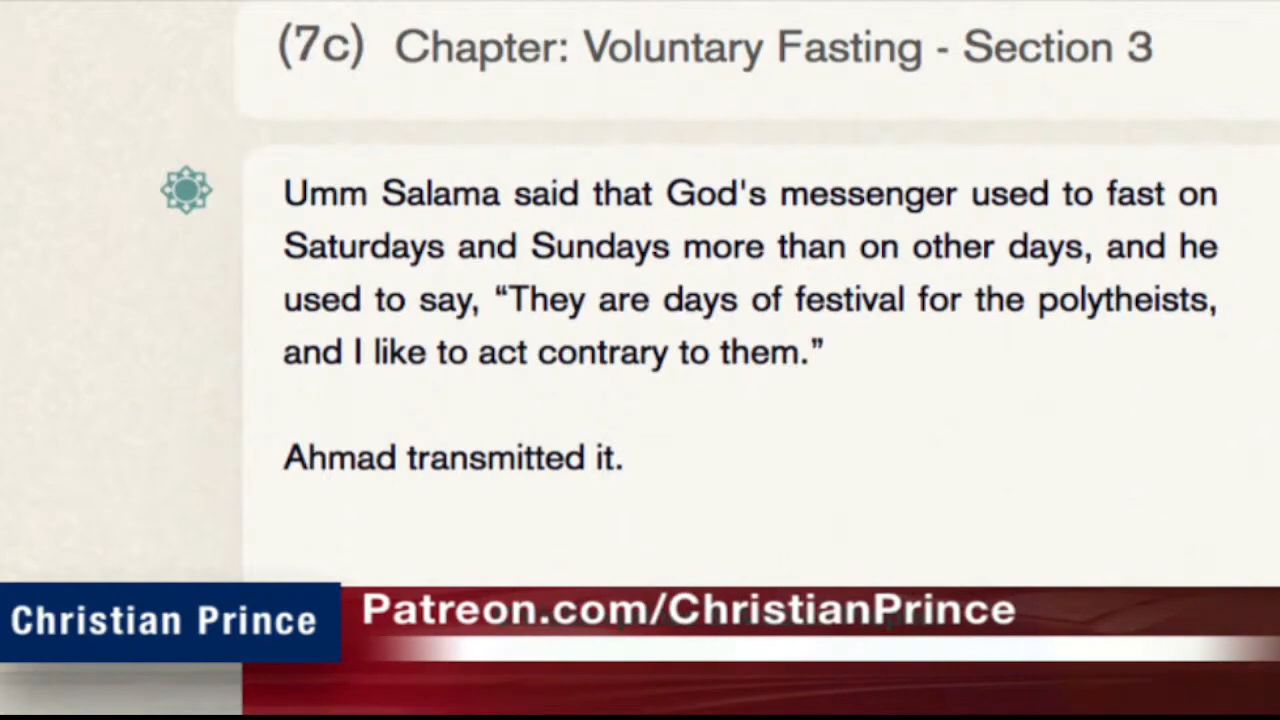 (7c) Chapter: Voluntary Fasting - Section 3
Umm Salama said that God's messenger used to fast on
Saturdays and Sundays more than on other days, and he
used to say, “They are days of festival for the polytheists,
and I like to act contrary to them.”
Ahmad transmitted it.
Christian Prince
Patreon.com/ChristianPrince